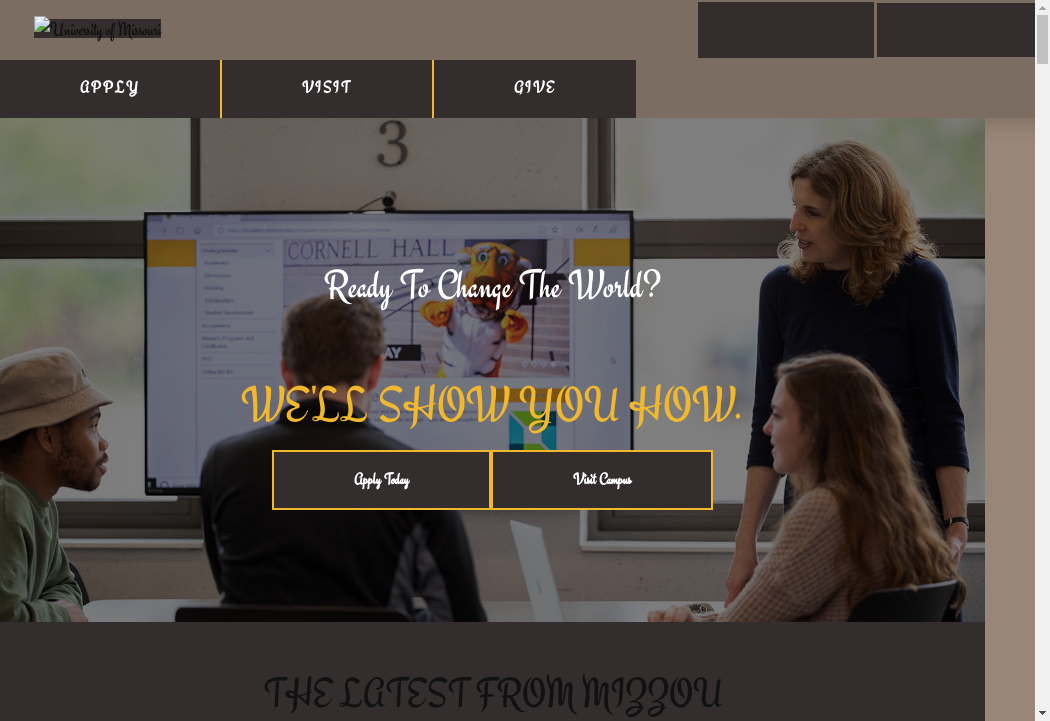 University of Missouri
APPLY
VISIT
GIVE
3
CORNELL HALL
Ready To Change The World?
AY
WE'LL SHOW YOU HOW.
Apply Today
Visit Campus
THE LATEST FROM MIZZOU